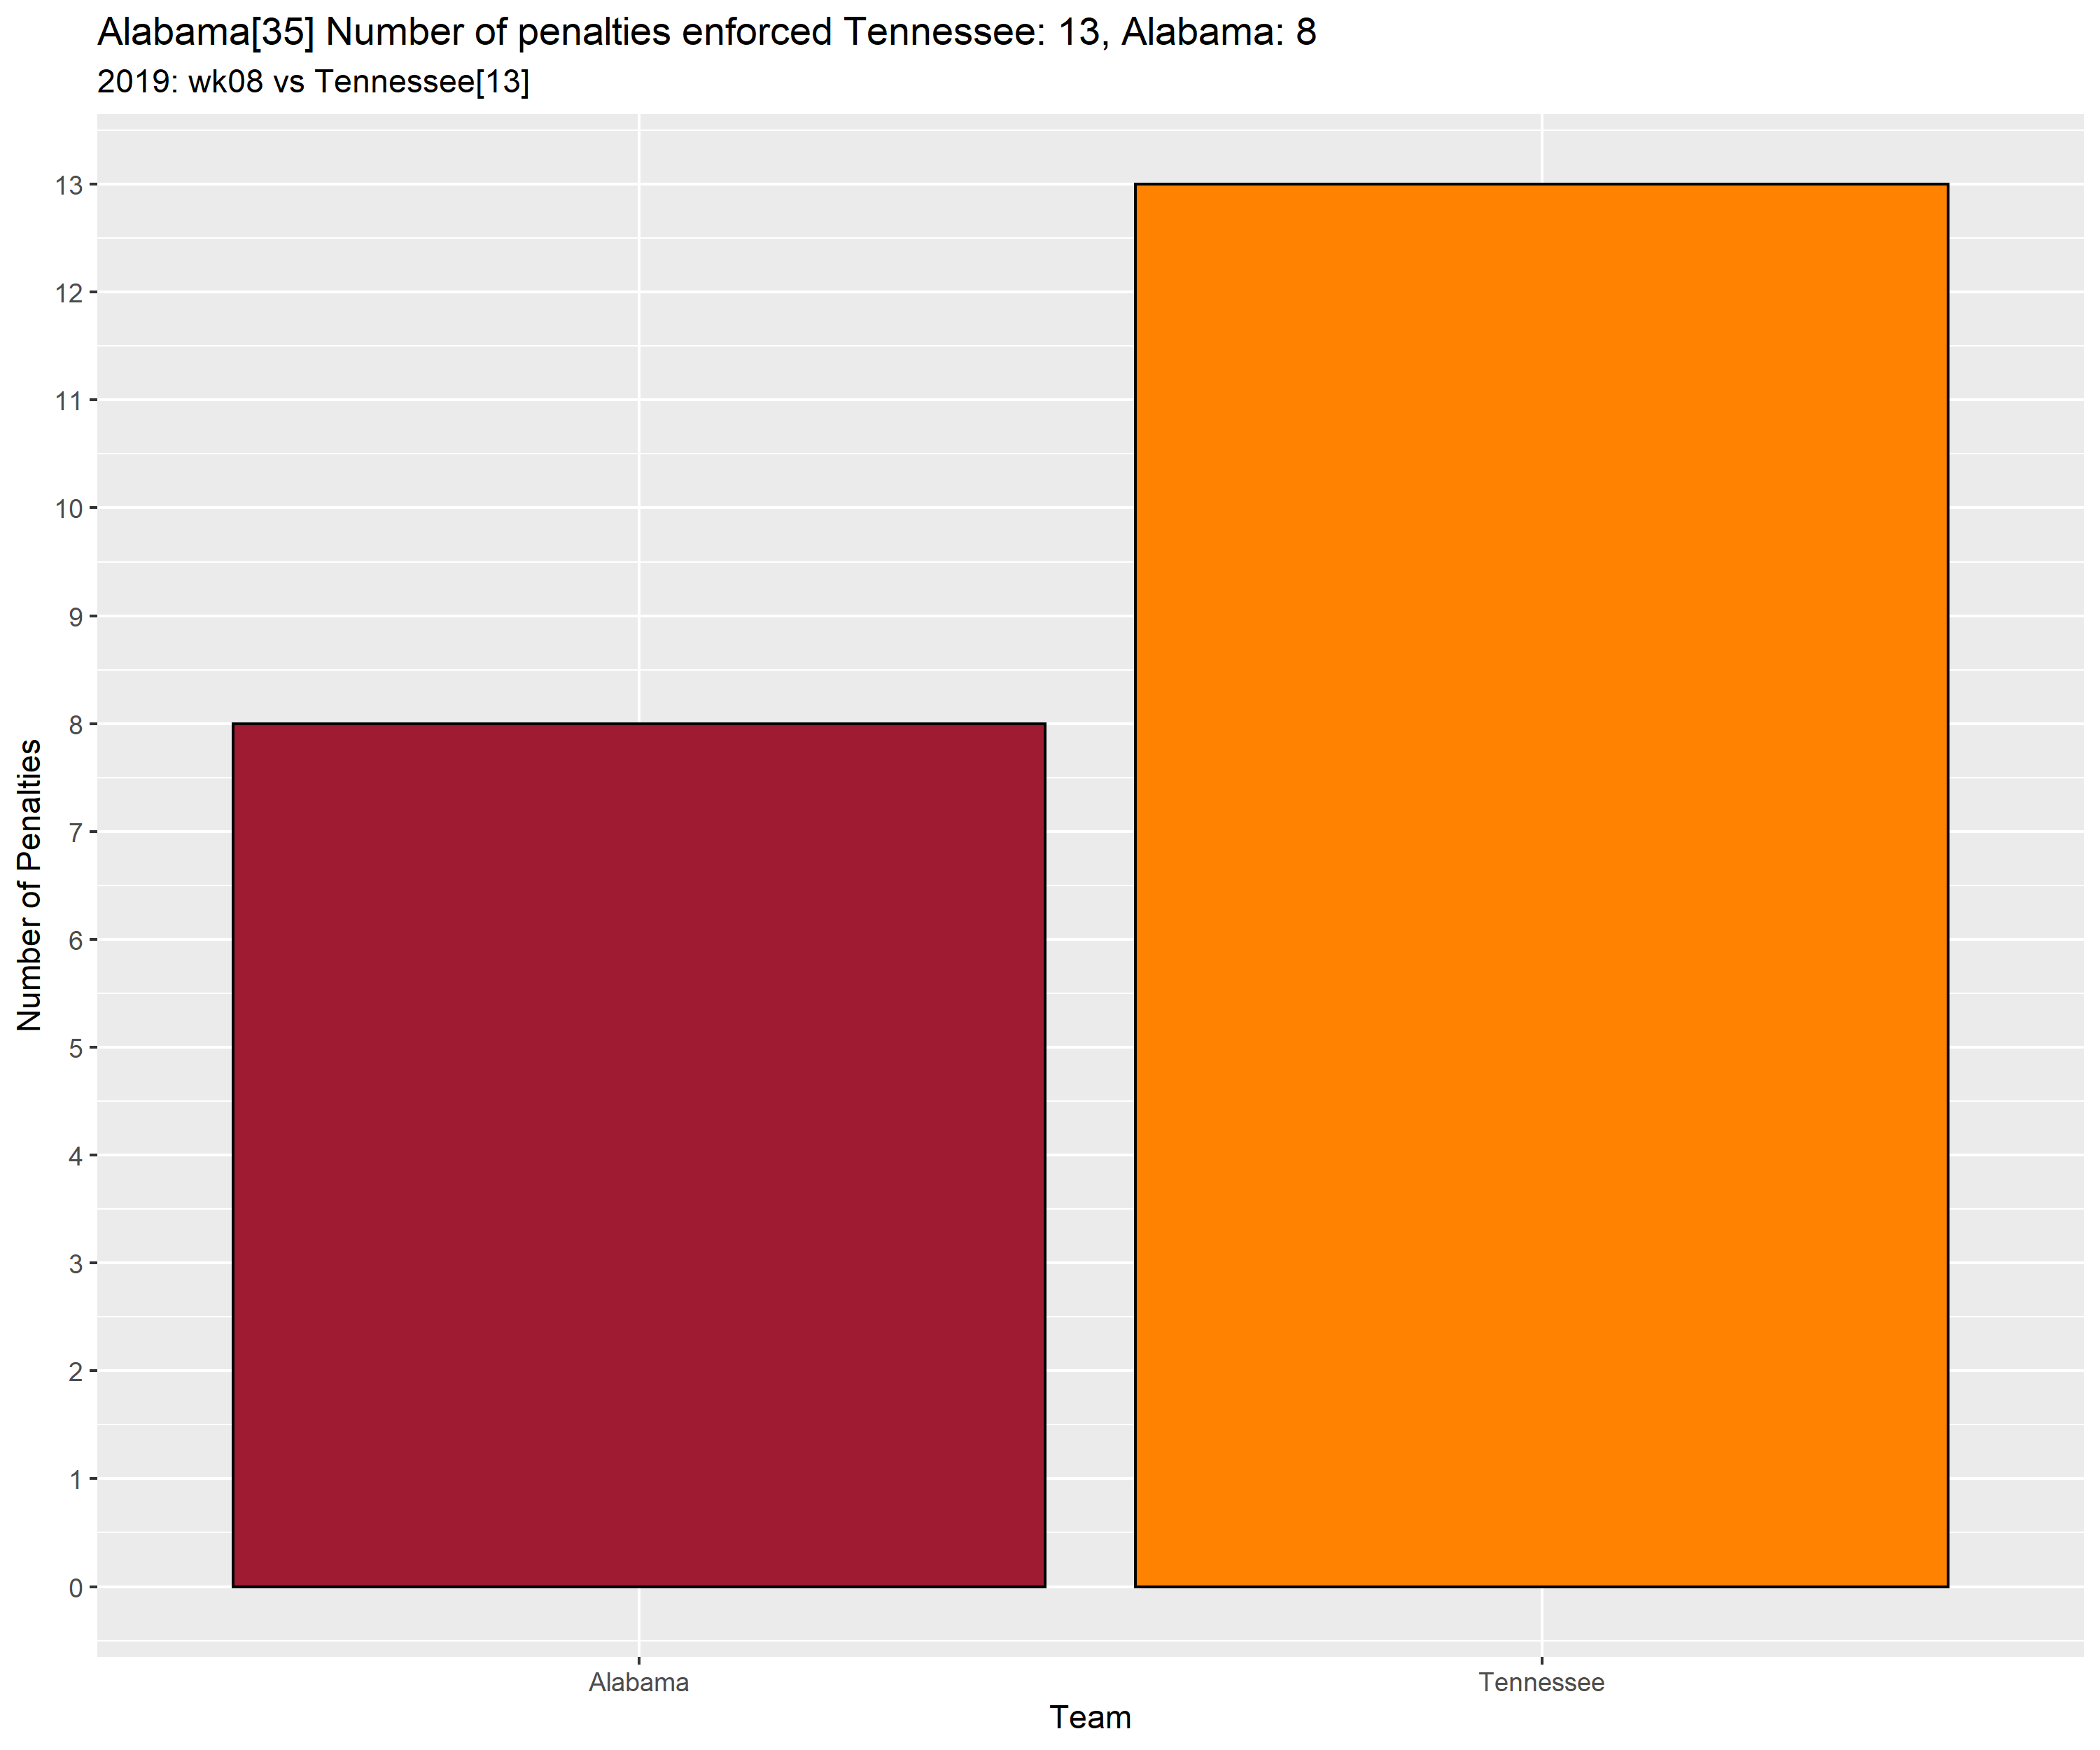 Alabama[35] Number of penalties enforced Tennessee: 13, Alabama: 8
2019: wk08 vs Tennessee[13]
Number of Penalties
13
12
11
10
9
8
7
6
5
4
3
2
1
0
Alabama
Tennessee
Team